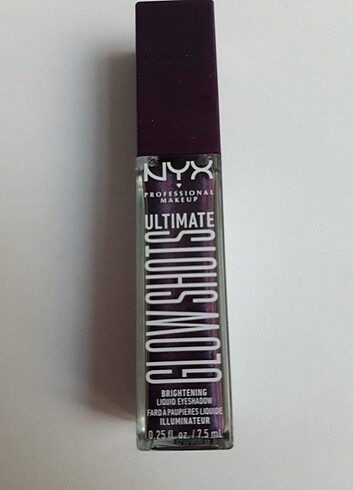 NYX
PROFESSIONAL
MAKEUP
ULTIMATE
GLOW SHOTS
BRIGHTENING
LIQUID EYESHADOW
FARD À PAUPIÈRES LIQUIDE
ILLUMINATEUR
0.25 fl. oz. / 7.5 mL